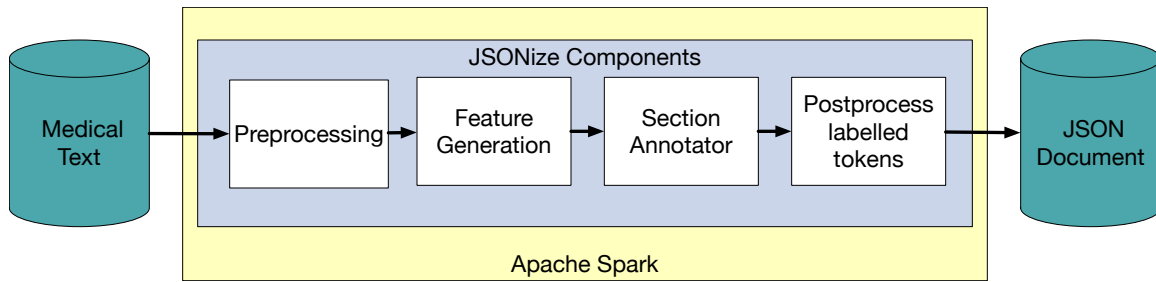 JSONize Components
Medical
Text
Preprocessing
Feature
Generation
Section
Annotator
Postprocess
labelled
tokens
JSON
Document
Apache Spark